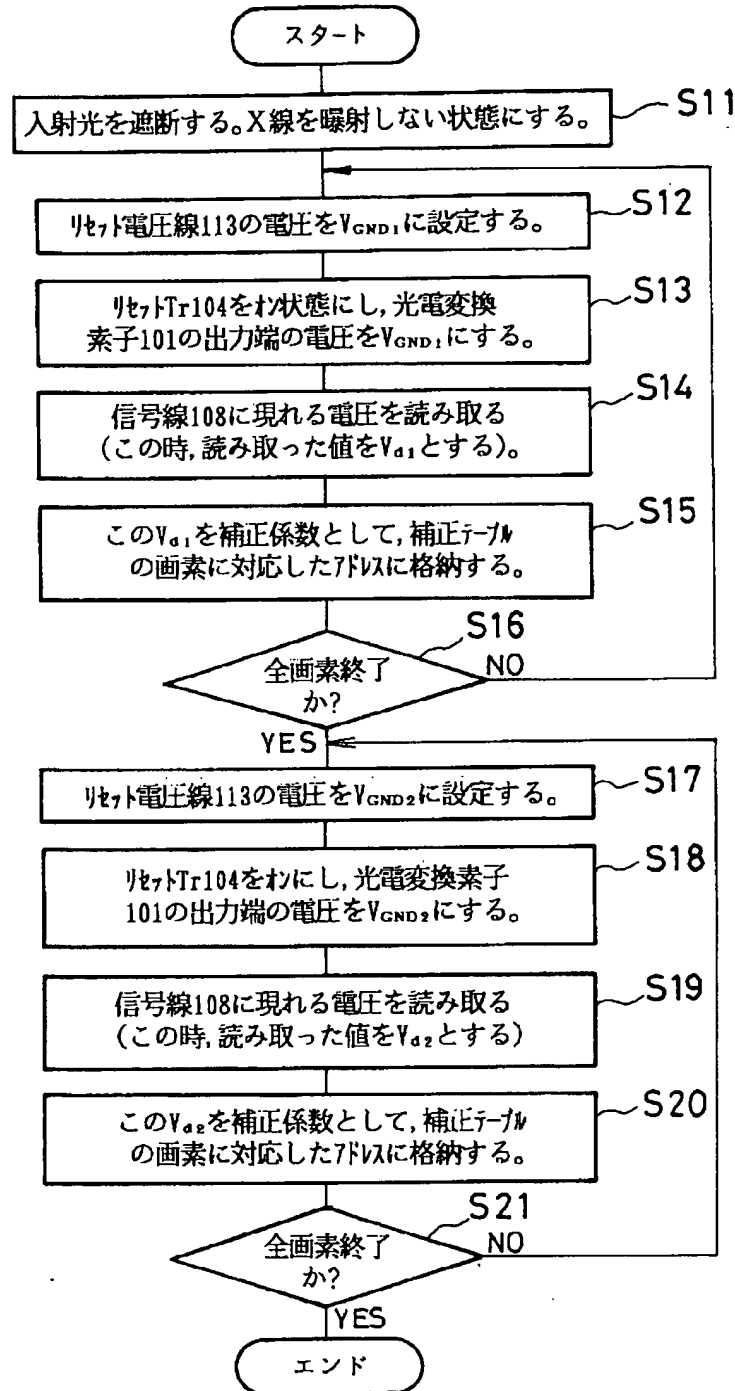 スタート
入射光を遮断する。X線を曝射しない状態にする。
S11
リセット電圧線113の電圧をVGND1に設定する。
S12
リセットTr104をオン状態にし,光電変換
素子101の出力端の電圧をVGND1にする。
S13
信号線108に現れる電圧を読み取る
(この時,読み取った値をVd1とする)。
S14
このVd1を補正係数として,補正テーブル
の画素に対応したアドレスに格納する。
S15
全画素終了
か?
S16
NO
YES
リセット電圧線113の電圧をVGND2に設定する。
S17
リセットTr104をオンにし,光電変換素子
101の出力端の電圧をVGND2にする。
S18
信号線108に現れる電圧を読み取る
(この時,読み取った値をVd2とする)
S19
このVd2を補正係数として,補正テーブル
の画素に対応したアドレスに格納する。
S20
全画素終了
か?
S21
NO
YES
エンド